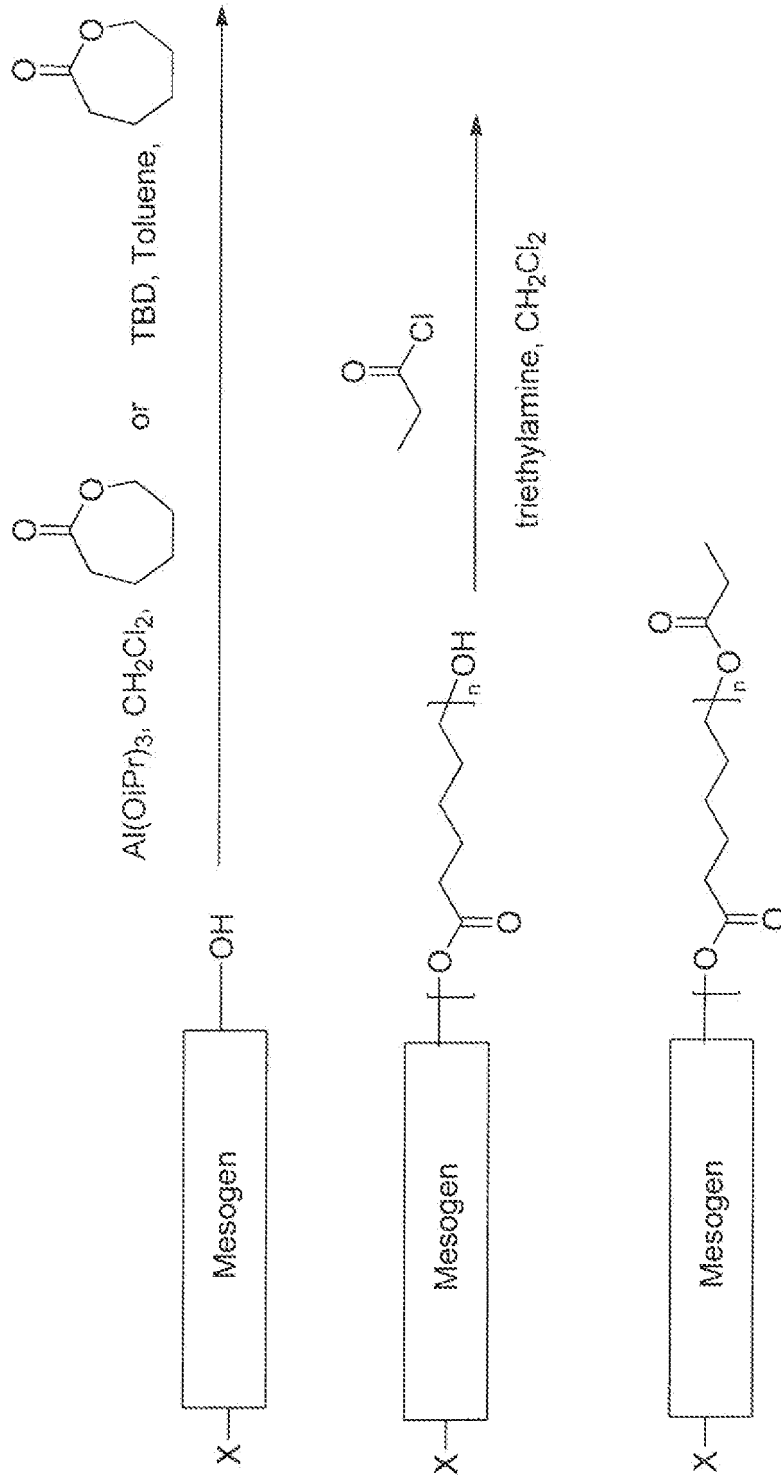 X
Mesogen
OH
Al(OiPr)3, CH2Cl2,
O
O
or
TBD, Toluene,
O
O
X
Mesogen
O
O
n
OH
O
Cl
triethylamine, CH2Cl2
X
Mesogen
O
O
n
O
O